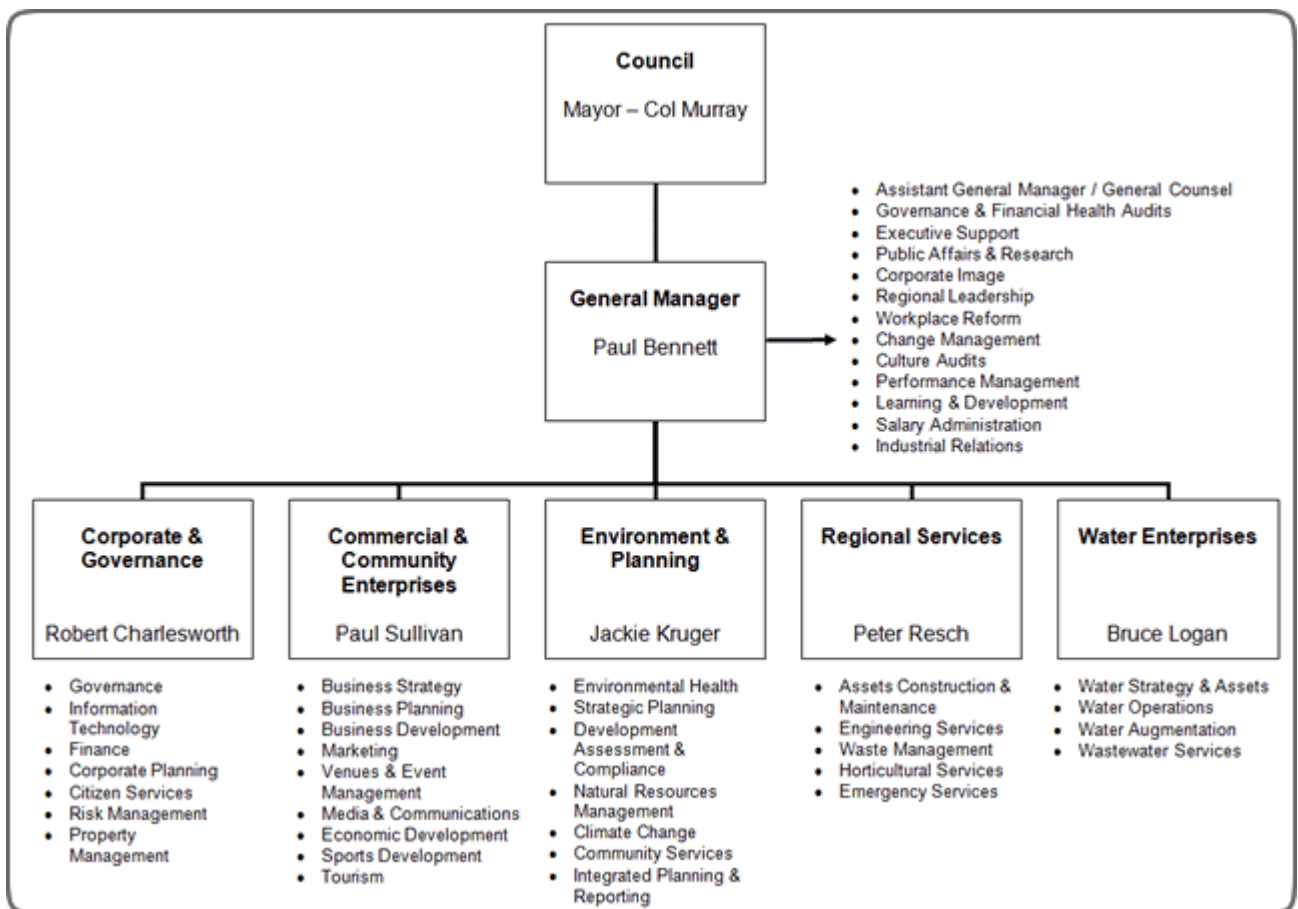 Council
Mayor – Col Murray
• Assistant General Manager / General Counsel
• Governance & Financial Health Audits
• Executive Support
• Public Affairs & Research
• Corporate Image
• Regional Leadership
• Workplace Reform
• Change Management
• Culture Audits
• Performance Management
• Learning & Development
• Salary Administration
• Industrial Relations
General Manager
Paul Bennett
Corporate &
Governance
Robert Charlesworth
• Governance
• Information
Technology
• Finance
• Corporate Planning
• Citizen Services
• Risk Management
• Property
Management
Commercial &
Community
Enterprises
Paul Sullivan
• Business Strategy
• Business Planning
• Business Development
• Marketing
• Venues & Event
Management
• Media & Communications
• Economic Development
• Sports Development
• Tourism
Environment &
Planning
Jackie Kruger
• Environmental Health
• Strategic Planning
• Development
Assessment &
Compliance
• Natural Resources
Management
• Climate Change
• Community Services
• Integrated Planning &
Reporting
Regional Services
Peter Resch
• Assets Construction &
Maintenance
• Engineering Services
• Waste Management
• Horticultural Services
• Emergency Services
Water Enterprises
Bruce Logan
• Water Strategy & Assets
• Water Operations
• Water Augmentation
• Wastewater Services